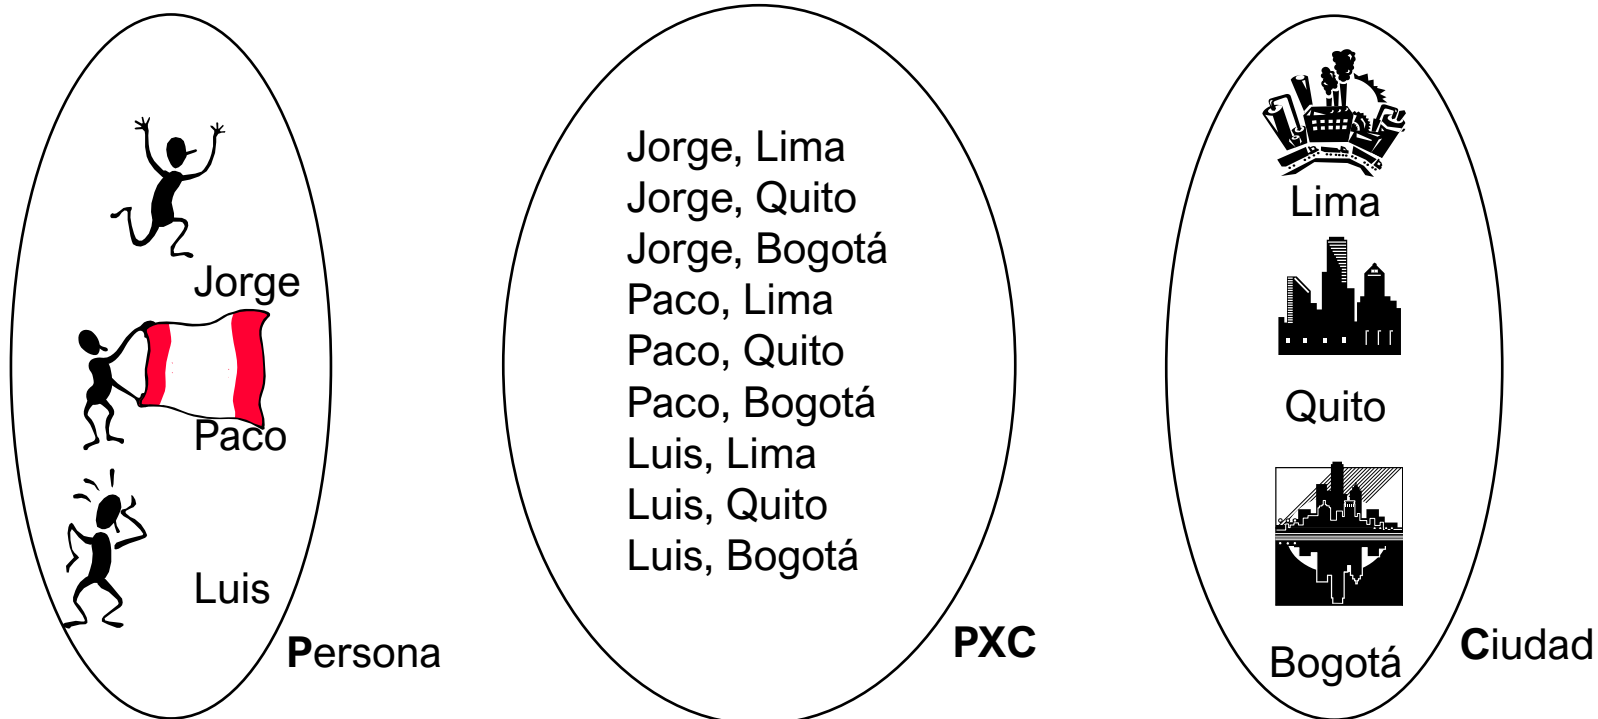 Jorge
Paco
Luis
Persona
Jorge, Lima
Jorge, Quito
Jorge, Bogotá
Paco, Lima
Paco, Quito
Paco, Bogotá
Luis, Lima
Luis, Quito
Luis, Bogotá
PXC
Lima
Quito
Bogotá
Ciudad